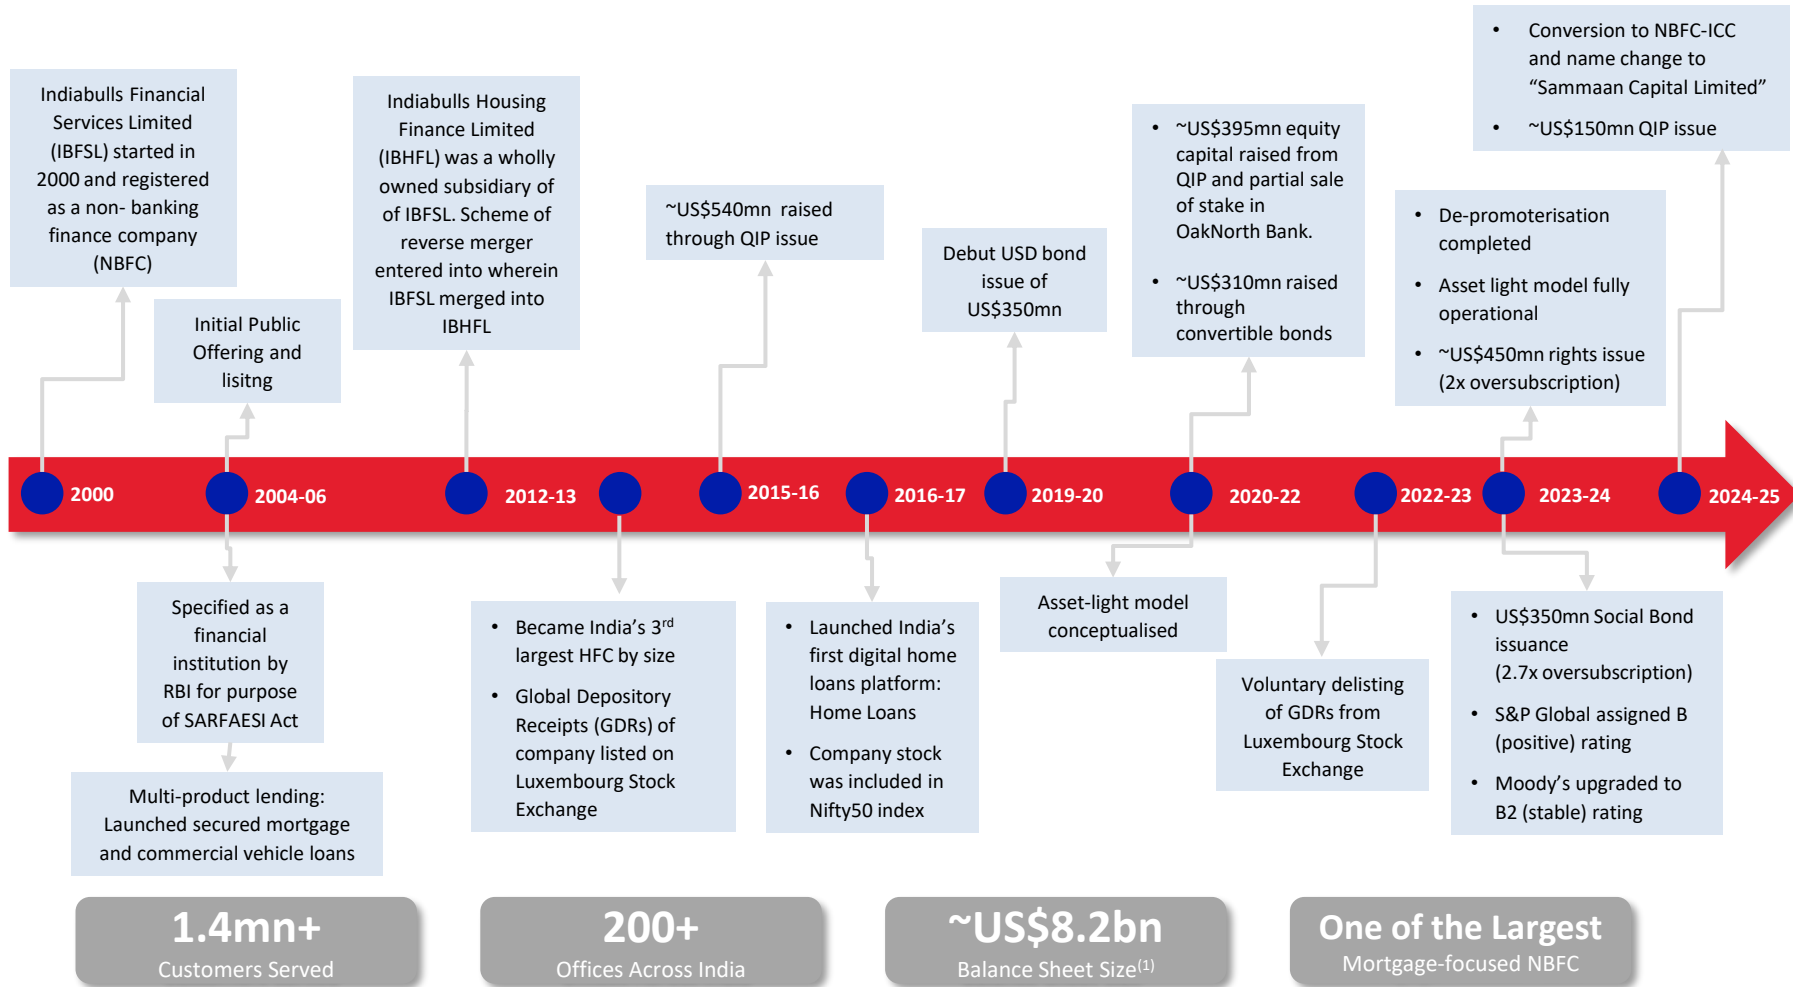 Indiabulls Financial
Services Limited
(IBFSL) started in
2000 and registered
as a non- banking
finance company
(NBFC)
Initial Public
Offering and
lisitng
Indiabulls Housing
Finance Limited
(IBHFL) was a wholly
owned subsidiary of
of IBFSL. Scheme of
reverse merger
entered into wherein
IBFSL merged into
IBHFL
~US$540mn raised
through QIP issue
Debut USD bond
issue of
US$350mn
• ~US$395mn equity
capital raised from
QIP and partial sale
of stake in
OakNorth Bank.
• ~US$310mn raised
through
convertible bonds
• De-promoterisation
completed
• Asset light model fully
operational
• ~US$450mn rights issue
(2x oversubscription)
• Conversion to NBFC-ICC
and name change to
“Sammaan Capital Limited”
• ~US$150mn QIP issue
2000
2004-06
2012-13
2015-16
2016-17
2019-20
2020-22
2022-23
2023-24
2024-25
Specified as a
financial
institution by
RBI for purpose
of SARFAESI Act
Multi-product lending:
Launched secured mortgage
and commercial vehicle loans
• Became India’s 3rd
largest HFC by size
• Global Depository
Receipts (GDRs) of
company listed on
Luxembourg Stock
Exchange
• Launched India’s
first digital home
loans platform:
Home Loans
• Company stock
was included in
Nifty50 index
Asset-light model
conceptualised
Voluntary delisting
of GDRs from
Luxembourg Stock
Exchange
• US$350mn Social Bond
issuance
(2.7x oversubscription)
• S&P Global assigned B
(positive) rating
• Moody’s upgraded to
B2 (stable) rating
1.4mn+
Customers Served
200+
Offices Across India
~US$8.2bn
Balance Sheet Size(1)
One of the Largest
Mortgage-focused NBFC